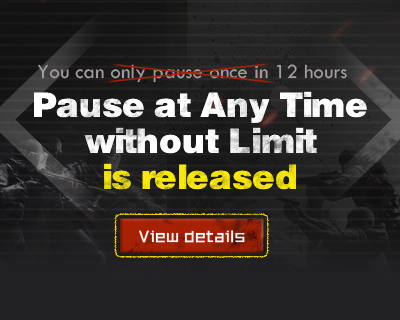 You can only pause once in 12 hours
Pause at Any Time
without Limit
is released
View details